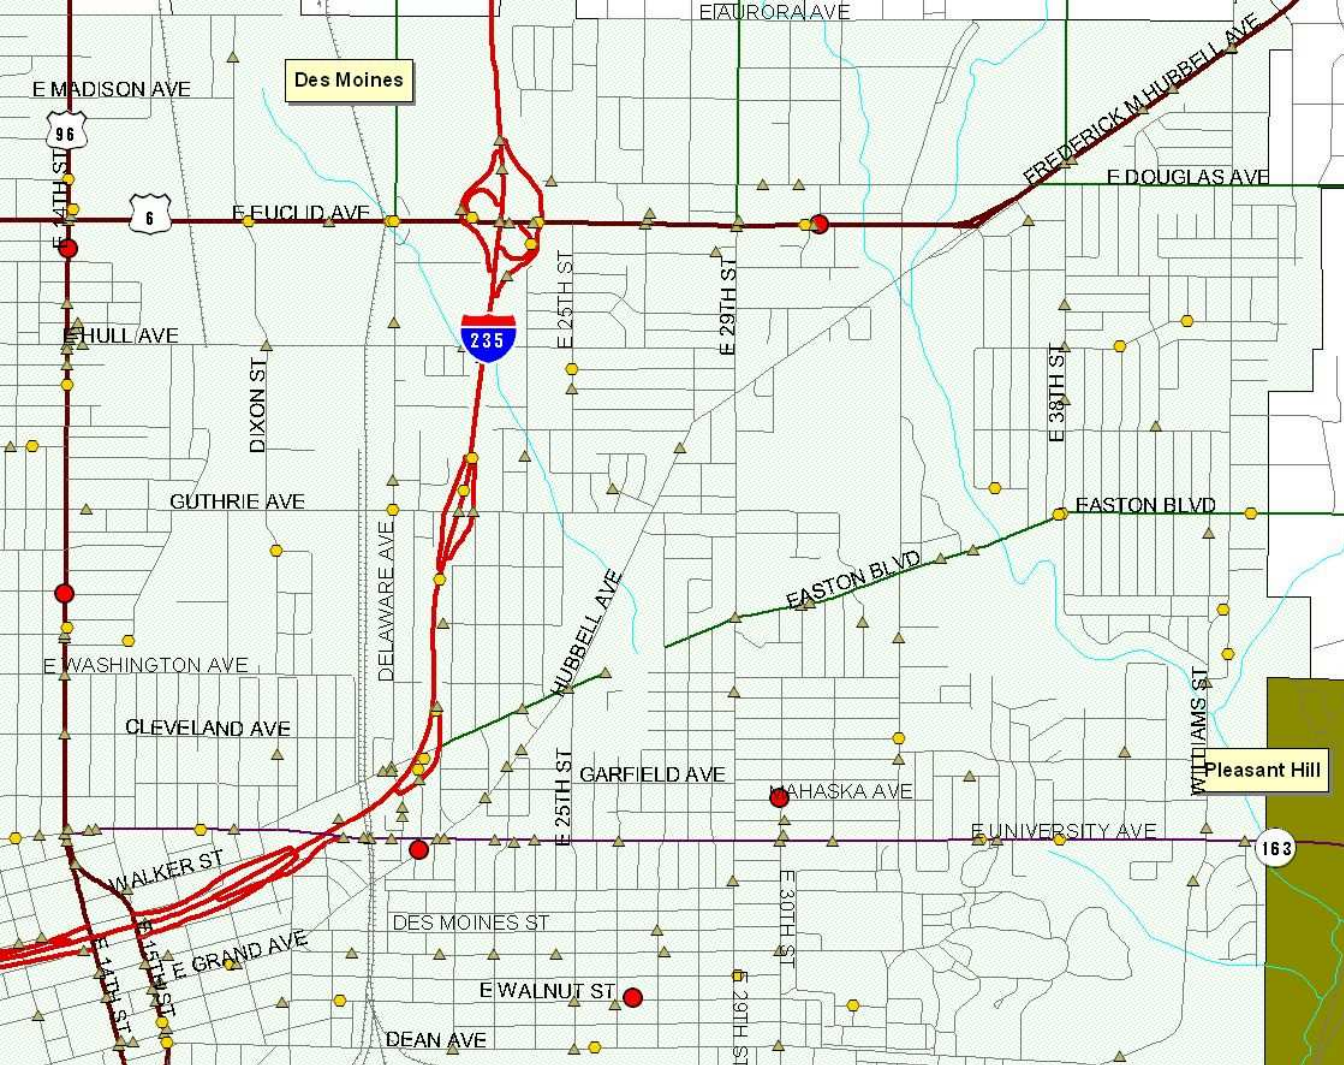 E AURORA AVE
Des Moines
E MADISON AVE
96
E 14TH ST
FREDERICK M HUBBELL AVE
E DOUGLAS AVE
6
E EUCLID AVE
E 25TH ST
E 29TH ST
E HULL AVE
235
DIXON ST
E 38TH ST
GUTHRIE AVE
EASTON BLVD
DELAWARE AVE
EASTON BLVD
HUBBELL AVE
E WASHINGTON AVE
CLEVELAND AVE
WILLIAMS ST
E 25TH ST
GARFIELD AVE
Pleasant Hill
MAHASKA AVE
E UNIVERSITY AVE
163
WALKER ST
E 30TH ST
DES MOINES ST
E GRAND AVE
E 14TH ST
E 15TH ST
E WALNUT ST
E 29TH ST
DEAN AVE